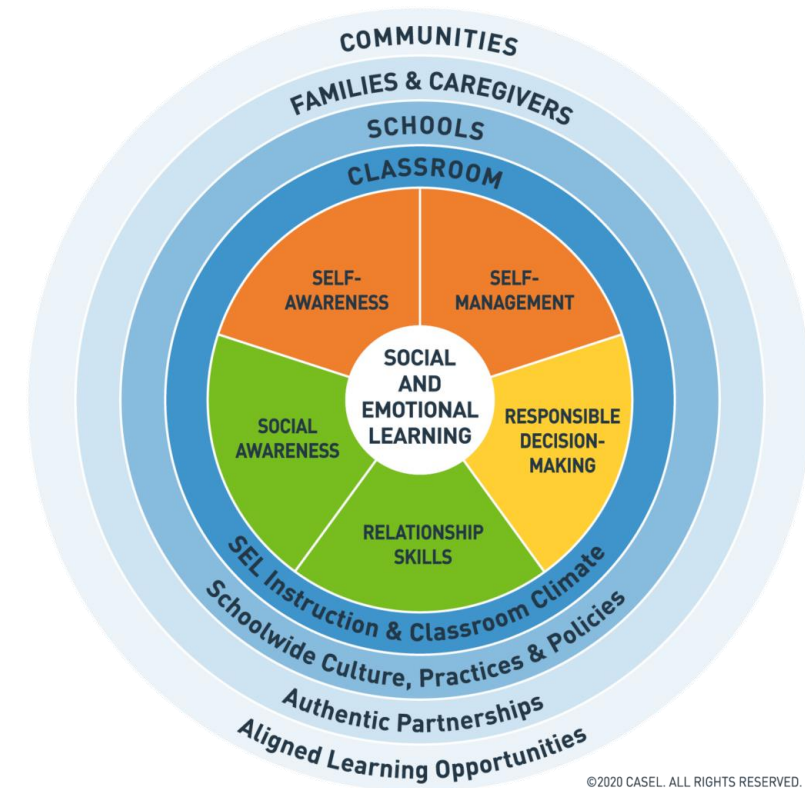 COMMUNITIES
FAMILIES & CAREGIVERS
SCHOOLS
CLASSROOM
SELF-
AWARENESS
SELF-
MANAGEMENT
SOCIAL
AND
EMOTIONAL
LEARNING
SOCIAL
AWARENESS
RESPONSIBLE
DECISION-
MAKING
RELATIONSHIP
SKILLS
SEL Instruction & Classroom Climate
Schoolwide Culture, Practices & Policies
Authentic Partnerships
Aligned Learning Opportunities
©2020 CASEL. ALL RIGHTS RESERVED.